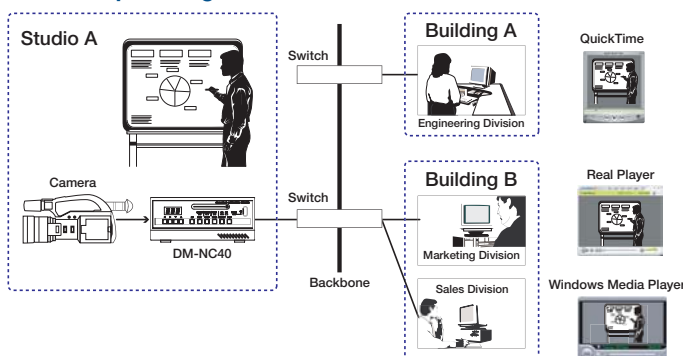 Studio A
Camera
DM-NC40
Switch
Switch
Backbone
Building A
Engineering Division
Building B
Marketing Division
Sales Division
QuickTime
Real Player
Windows Media Player